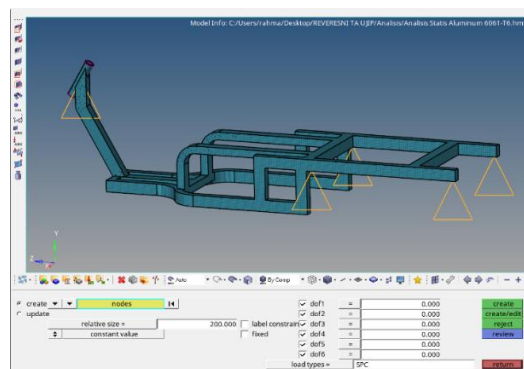 Model Info: C:/Users/rahma/Desktop/REVERESNI TA UJIP/Analisis/Analisis Statis Aluminium 6061-T6.hm
Y
Z
Auto
By Comp
create
nodes
dof1 = 0.000
create
update
dof2 = 0.000
create/edit
relative size = 200.000
label constraints
dof3 = 0.000
reject
constant value
fixed
dof4 = 0.000
review
dof5 = 0.000
dof6 = 0.000
load types = SPC
return